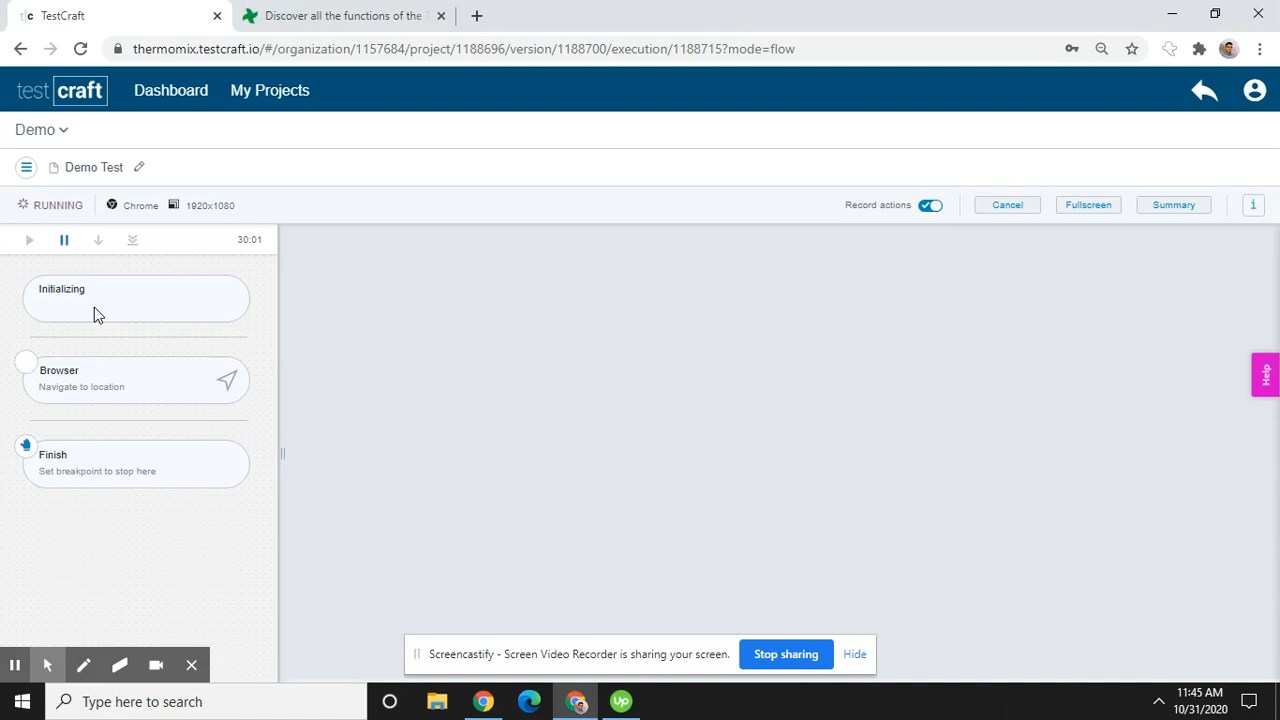 TestCraft
Discover all the functions of the
thermomix.testcraft.io/#/organization/1157684/project/1188696/version/1188700/execution/1188715?mode=flow
test craft Dashboard My Projects
Demo
Demo Test
RUNNING Chrome 1920x1080 Record actions Cancel Fullscreen Summary i
30:01
Initializing
Browser
Navigate to location
Help
Finish
Set breakpoint to stop here
Screencastify - Screen Video Recorder is sharing your screen. Stop sharing Hide
Type here to search
Up
11:45 AM
10/31/2020